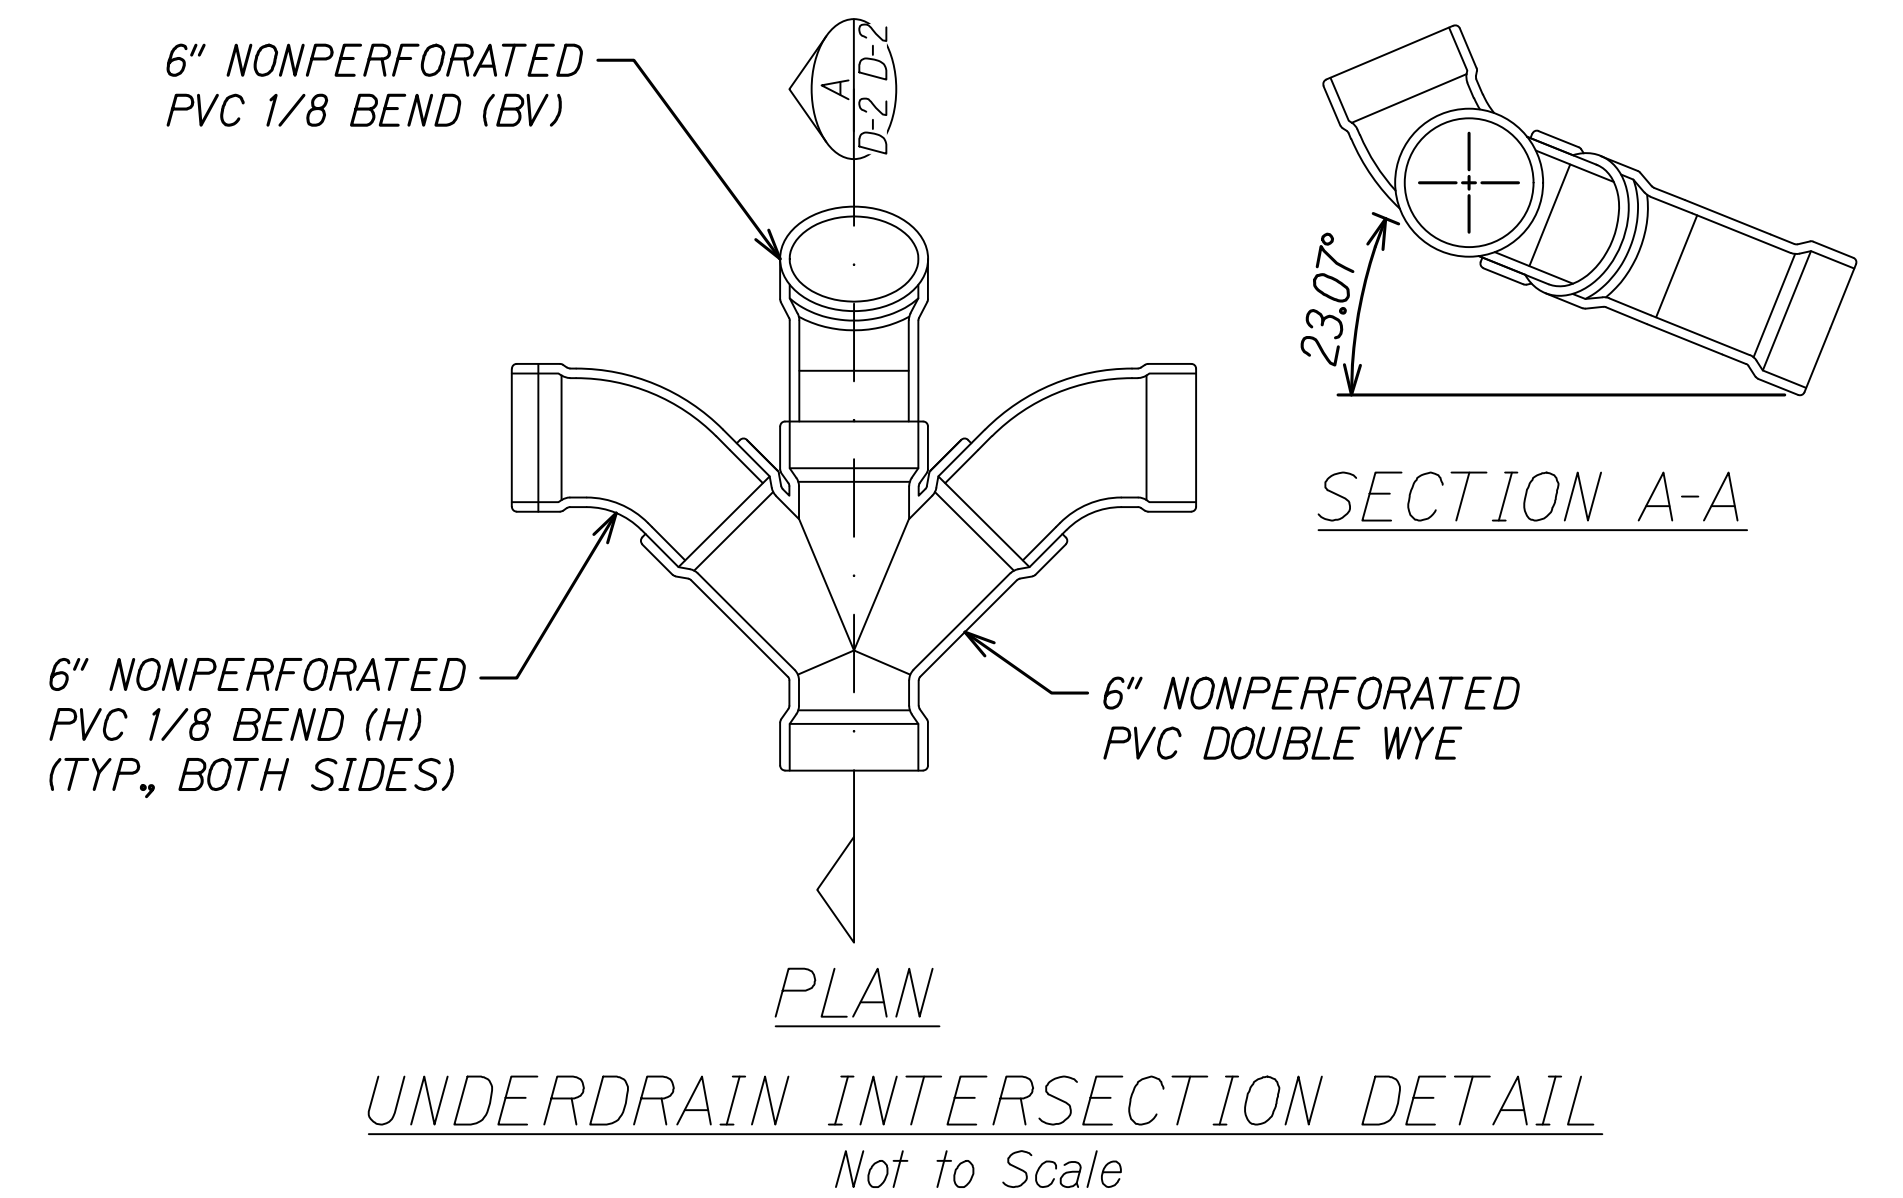 6" NONPERFORATED
PVC 1/8 BEND (BV)
A
D-2 D-2
23.07°
SECTION A-A
6" NONPERFORATED
PVC 1/8 BEND (H)
(TYP., BOTH SIDES)
6" NONPERFORATED
PVC DOUBLE WYE
PLAN
UNDERDRAIN INTERSECTION DETAIL
Not to Scale